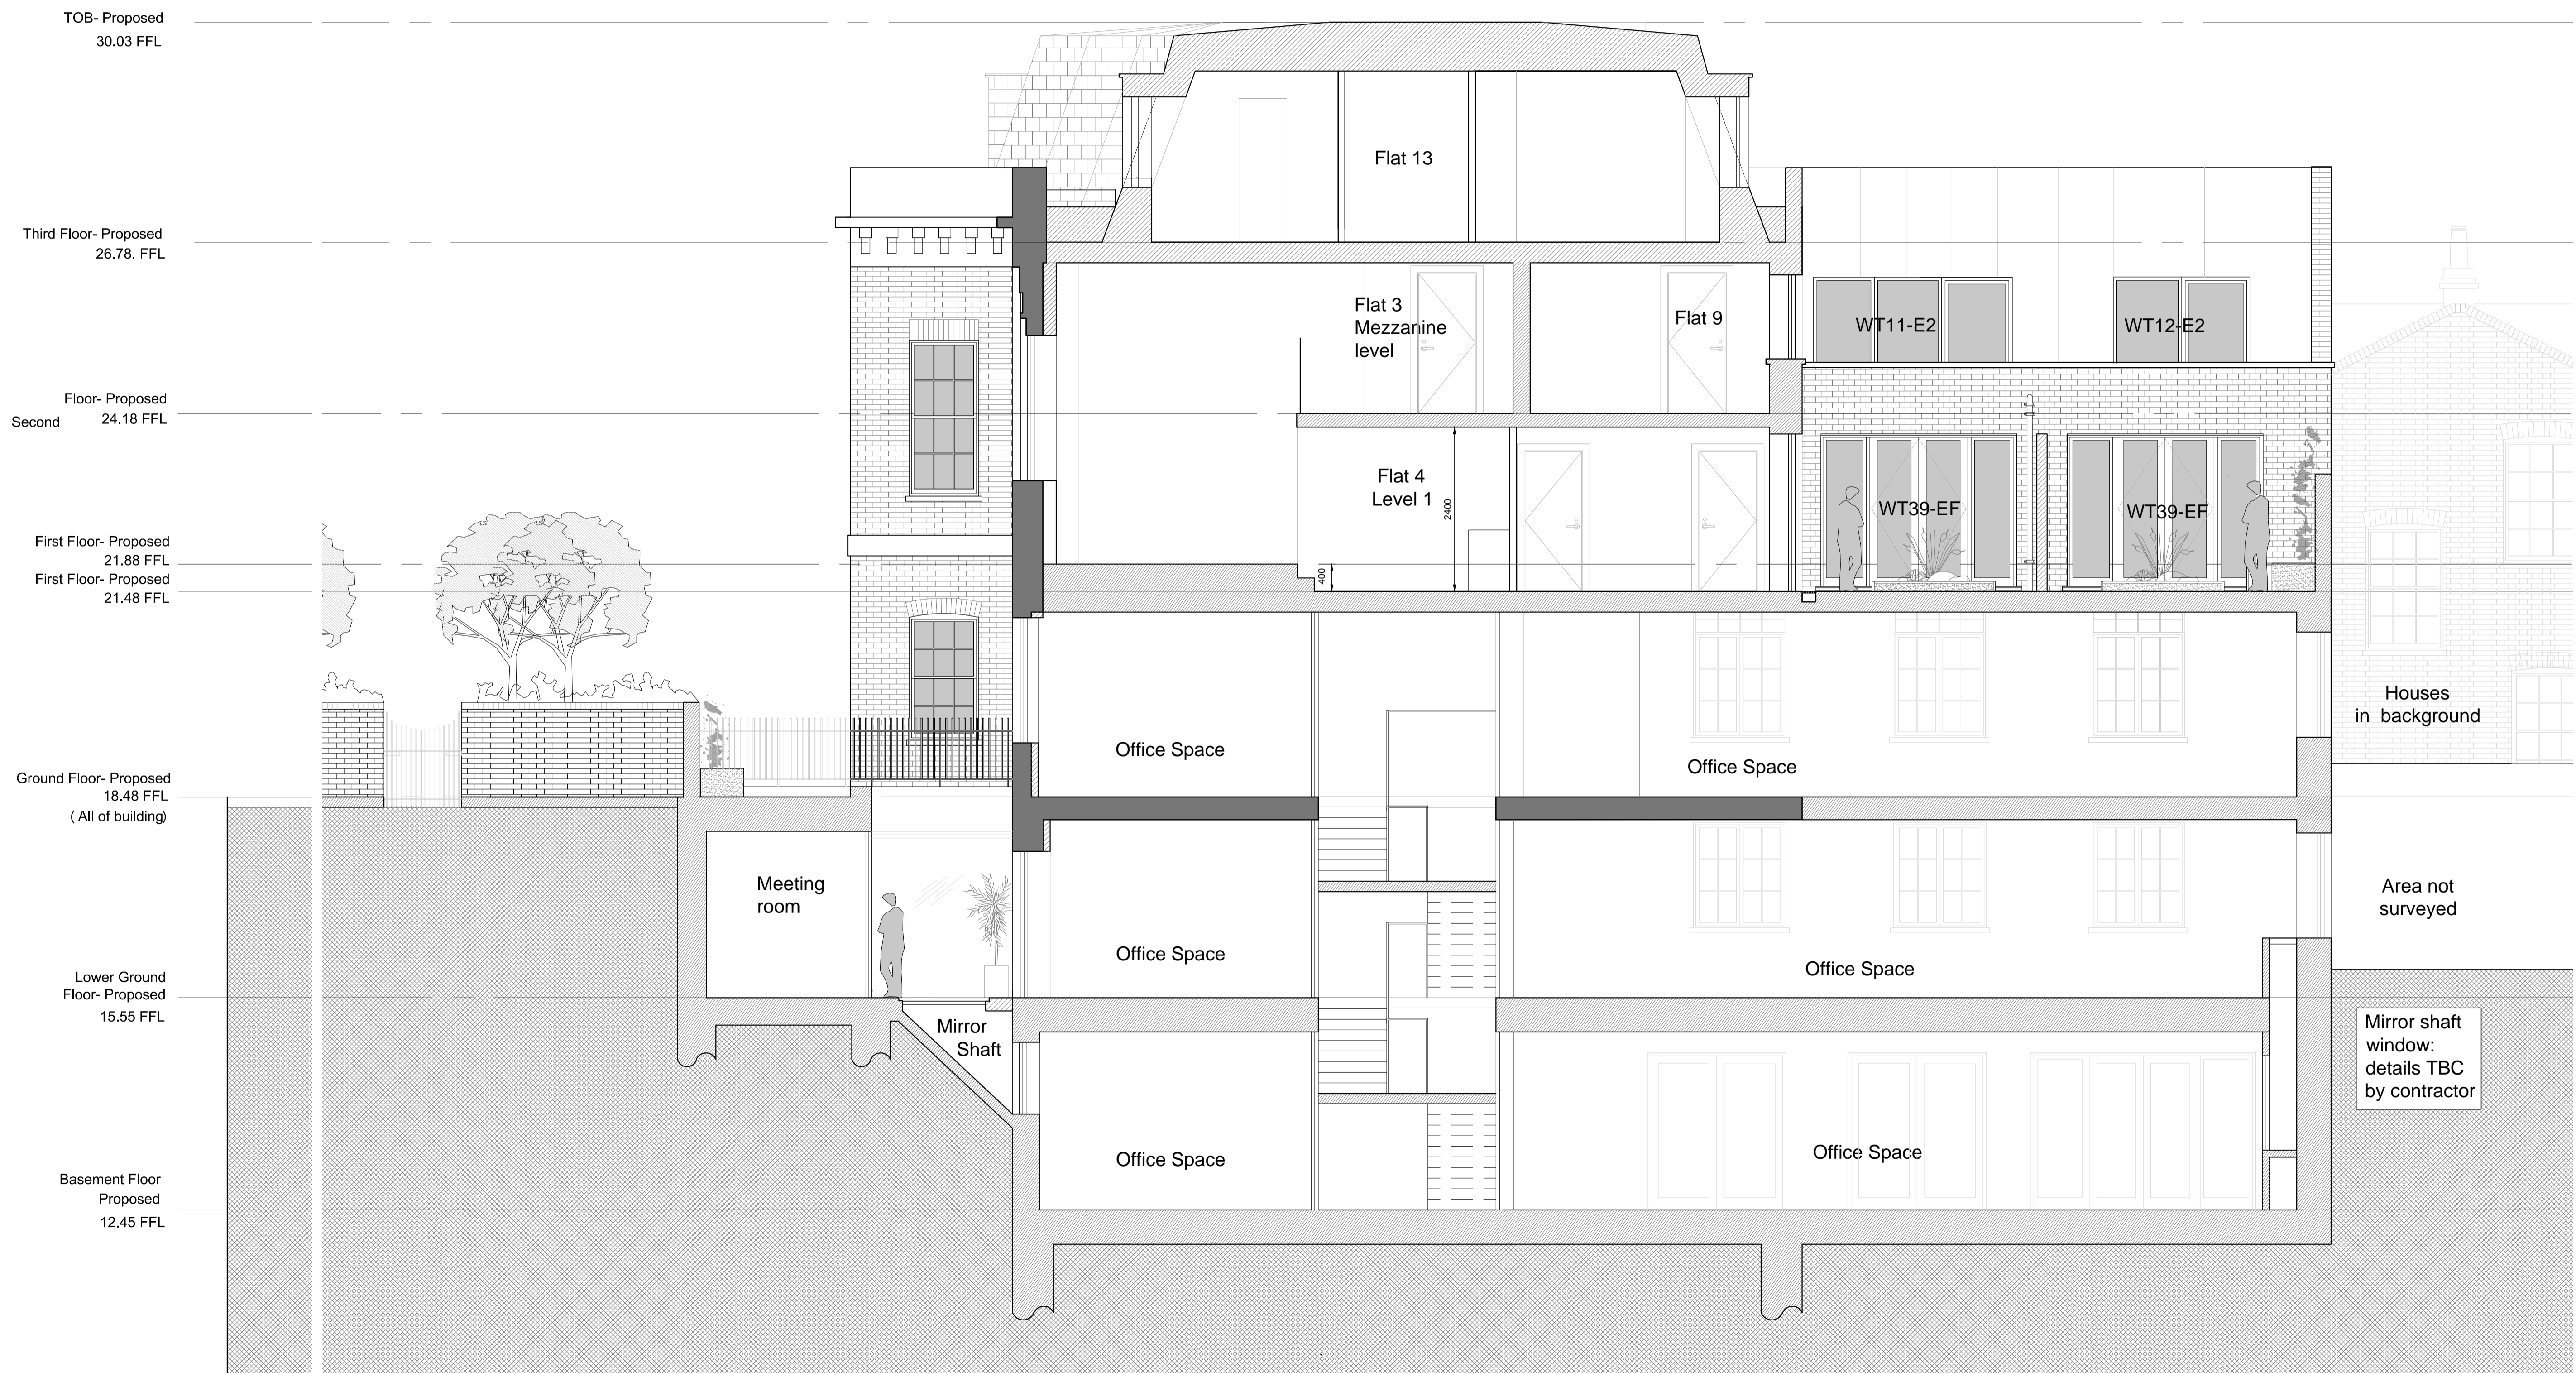 TOB- Proposed
30.03 FFL
Third Floor- Proposed
26.78. FFL
Floor- Proposed
Second 24.18 FFL
First Floor- Proposed
21.88 FFL
First Floor- Proposed
21.48 FFL
Ground Floor- Proposed
18.48 FFL
( All of building)
Lower Ground
Floor- Proposed
15.55 FFL
Basement Floor
Proposed
12.45 FFL
Flat 13
Flat 3
Mezzanine
level
Flat 9
WT11-E2
WT12-E2
Flat 4
Level 1
2400
400
WT39-EF
WT39-EF
Office Space
Office Space
Houses
in background
Meeting
room
Office Space
Office Space
Area not
surveyed
Mirror
Shaft
Mirror shaft
window:
details TBC
by contractor
Office Space
Office Space